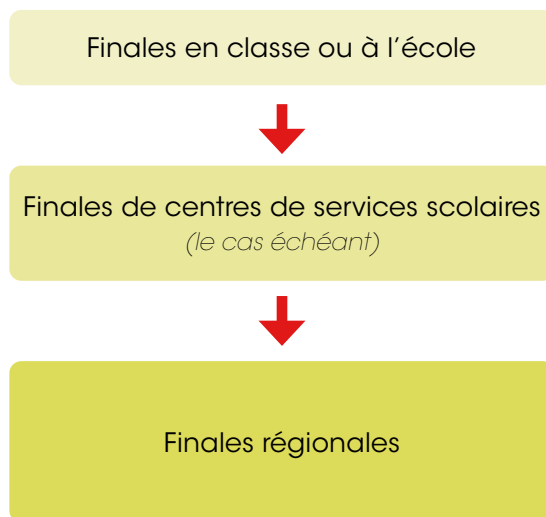 Finales en classe ou à l’école
Finales de centres de services scolaires
(le cas échéant)
Finales régionales